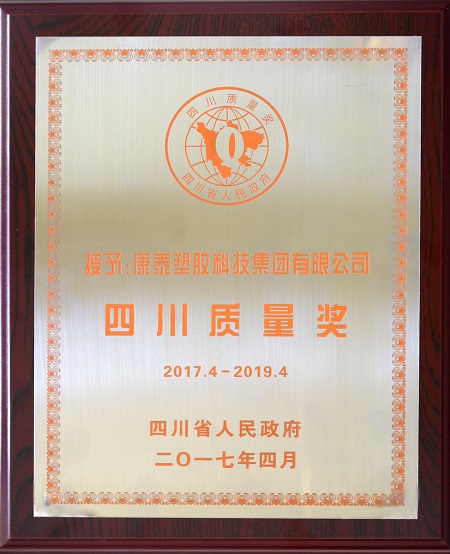 四川质量奖
四川省人民政府
授予:康泰塑胶科技集团有限公司
四川质量奖
2017.4-2019.4
四川省人民政府
二〇一七年四月